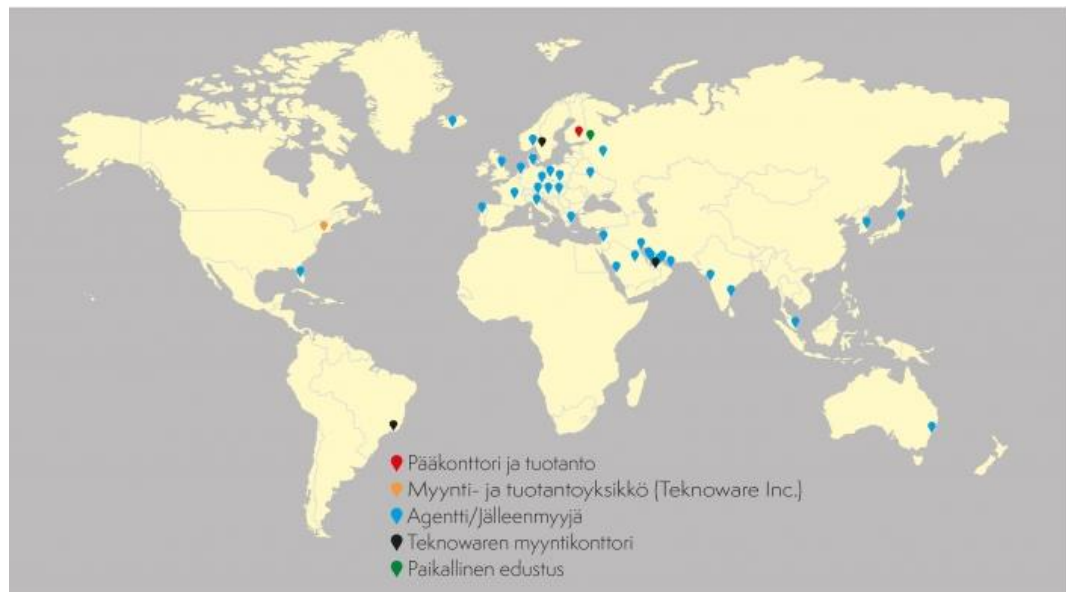 Pääkonttori ja tuotanto
Myynti- ja tuotantoyksikkö (Teknoware Inc.)
Agentti/Jälleenmyyjä
Teknowaren myyntikonttori
Paikallinen edustus